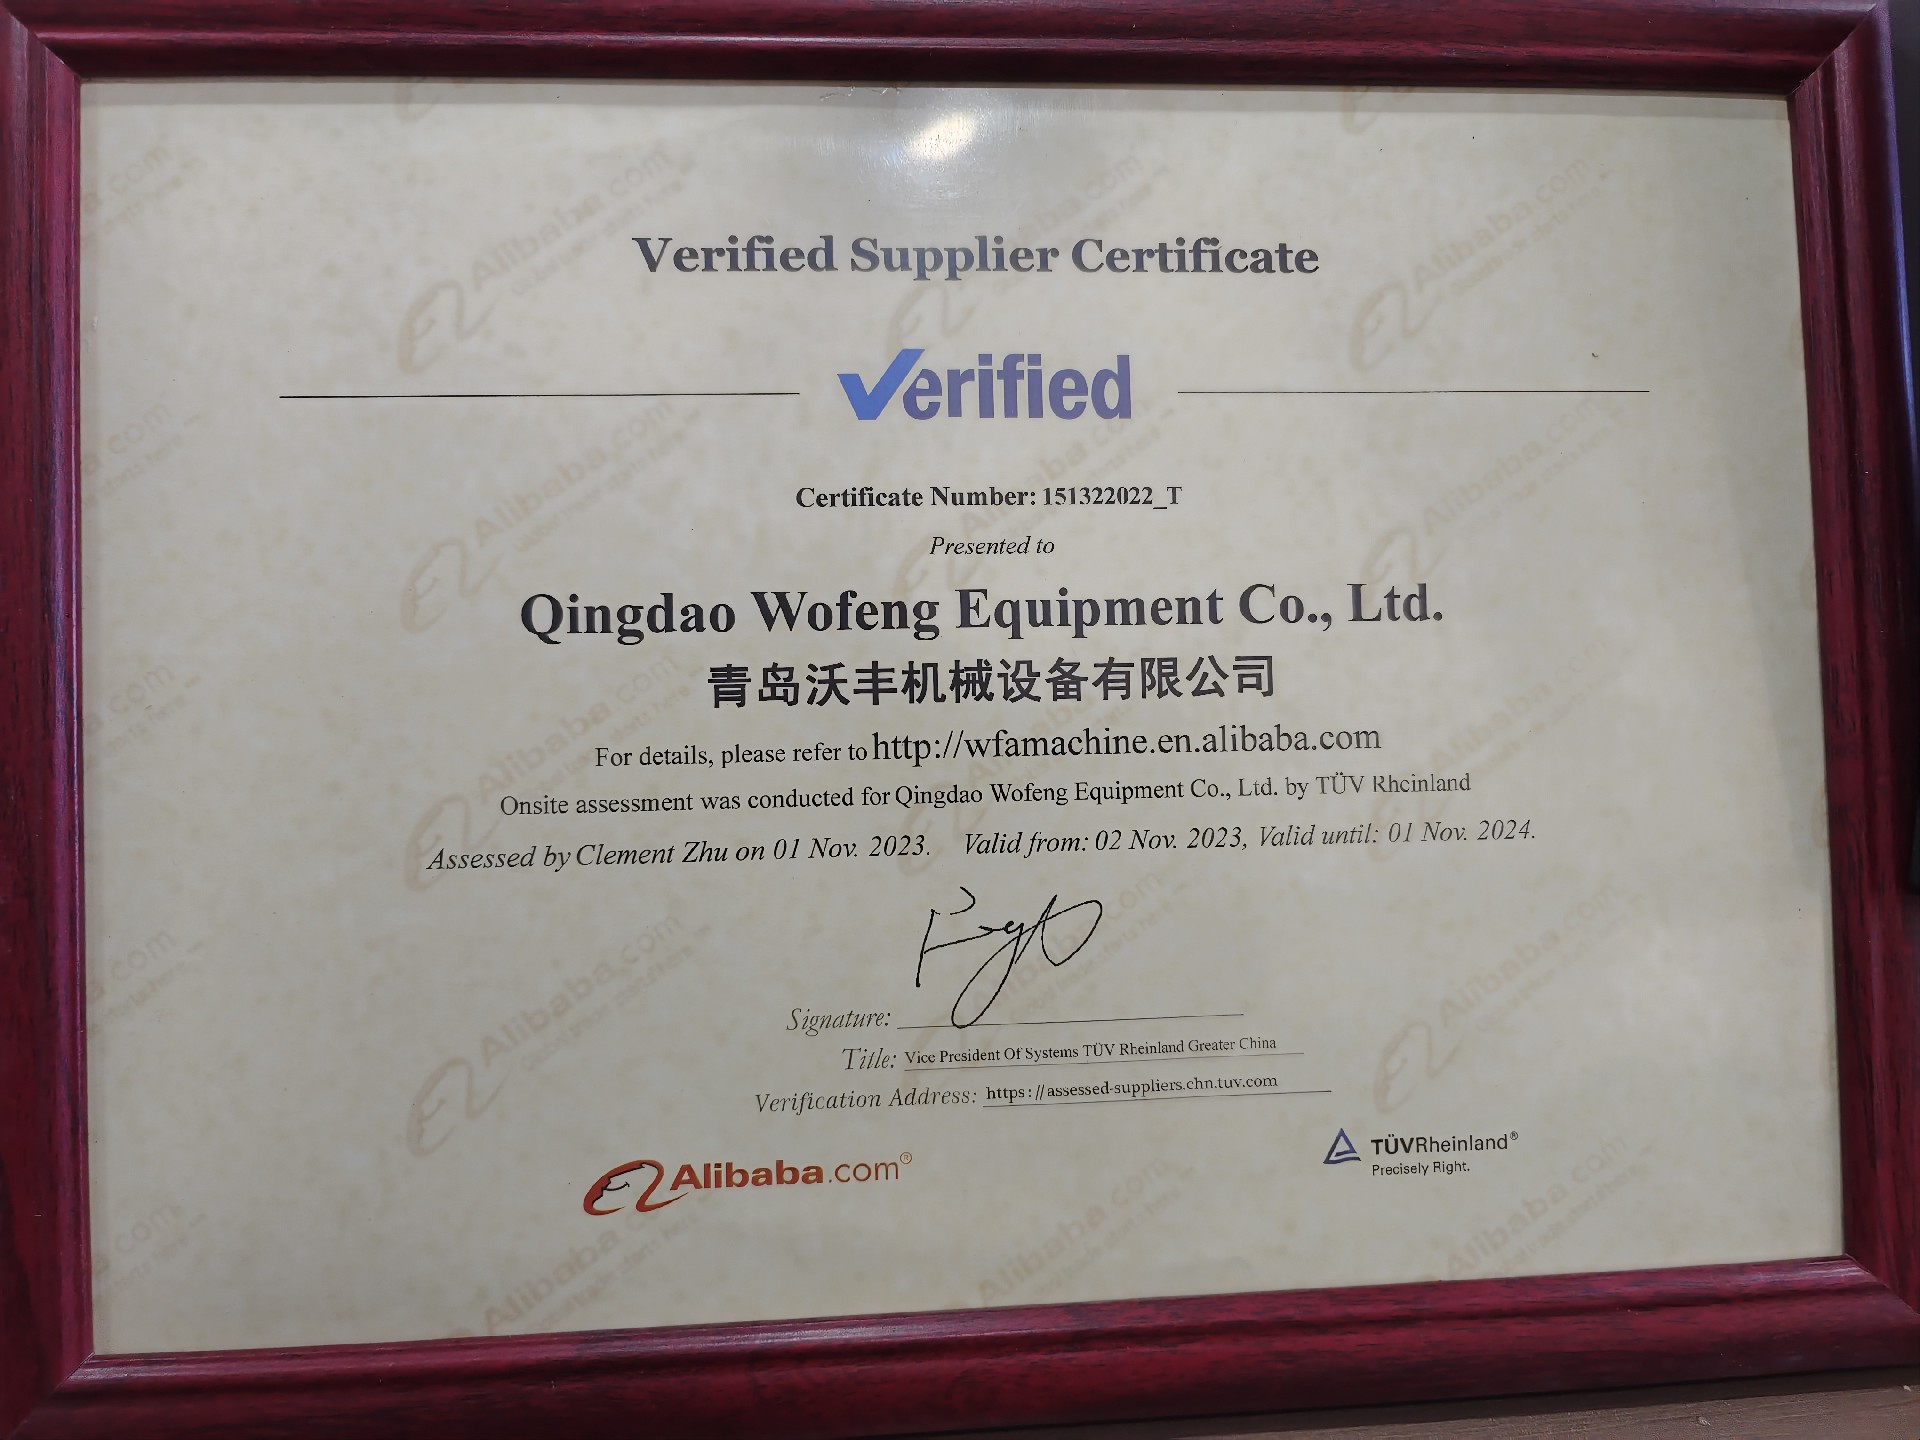 Verified Supplier Certificate
Verified
Certificate Number: 151322022_T
Presented to
Qingdao Wofeng Equipment Co., Ltd.
青岛沃丰机械设备有限公司
For details, please refer to http://wfamachine.en.alibaba.com
Onsite assessment was conducted for Qingdao Wofeng Equipment Co., Ltd. by TÜV Rheinland
Assessed by Clement Zhu on 01 Nov. 2023. Valid from: 02 Nov. 2023, Valid until: 01 Nov. 2024.
Signature:
Title: Vice President Of Systems TÜV Rheinland Greater China
Verification Address: https://assessed-suppliers.chn.tuv.com
Alibaba.com®
TÜVRheinland®
Precisely Right.